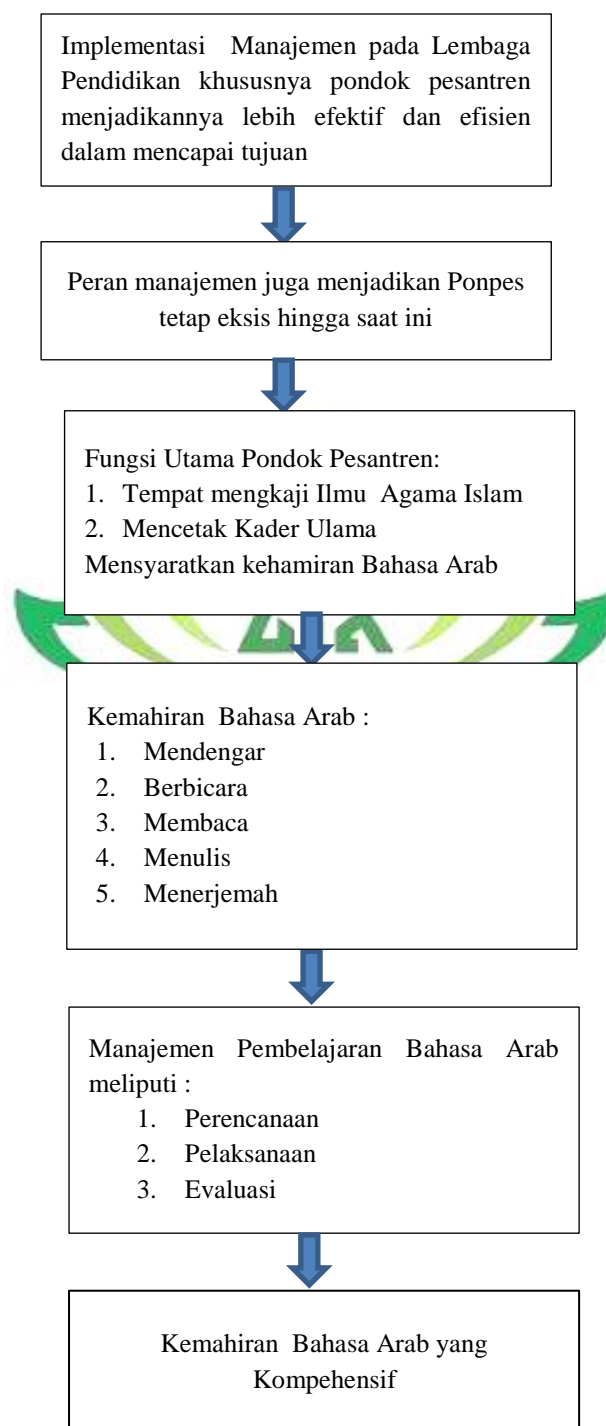 Implementasi Manajemen pada Lembaga
Pendidikan khususnya pondok pesantren
menjadikannya lebih efektif dan efisien
dalam mencapai tujuan
Peran manajemen juga menjadikan Ponpes
tetap eksis hingga saat ini
Fungsi Utama Pondok Pesantren:
1. Tempat mengkaji Ilmu Agama Islam
2. Mencetak Kader Ulama
Mensyaratkan kehamiran Bahasa Arab
Kemahiran Bahasa Arab :
1. Mendengar
2. Berbicara
3. Membaca
4. Menulis
5. Menerjemah
Manajemen Pembelajaran Bahasa Arab
meliputi :
1. Perencanaan
2. Pelaksanaan
3. Evaluasi
Kemahiran Bahasa Arab yang
Kompehensif